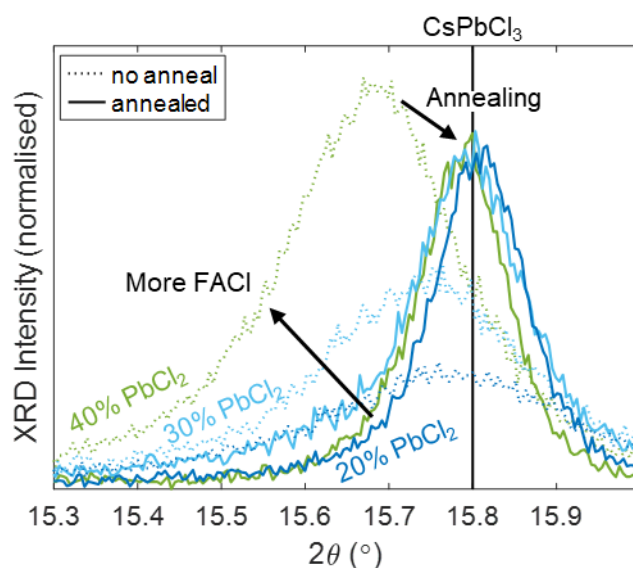 CsPbCl₃
no anneal
annealed
Annealing
More FACl
40% PbCl₂
30% PbCl₂
20% PbCl₂
XRD Intensity (normalised)
15.3 15.4 15.5 15.6 15.7 15.8 15.9
2θ (°)